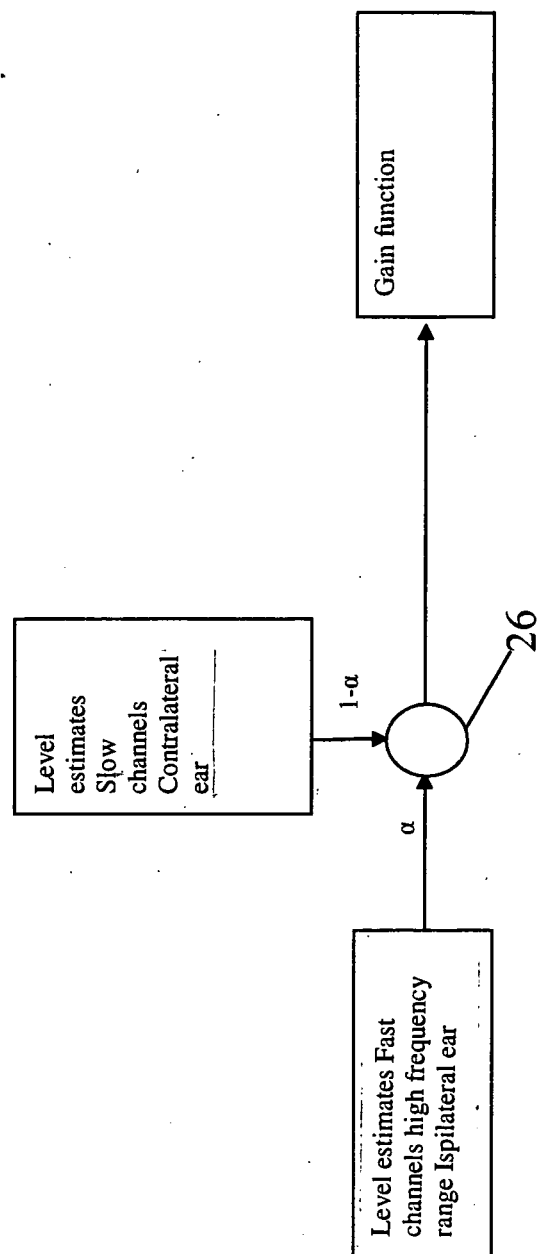 Level
estimates
Slow
channels
Contralateral
ear
1-α
α
26
Gain function
Level estimates Fast
channels high frequency
range Ispilateral ear